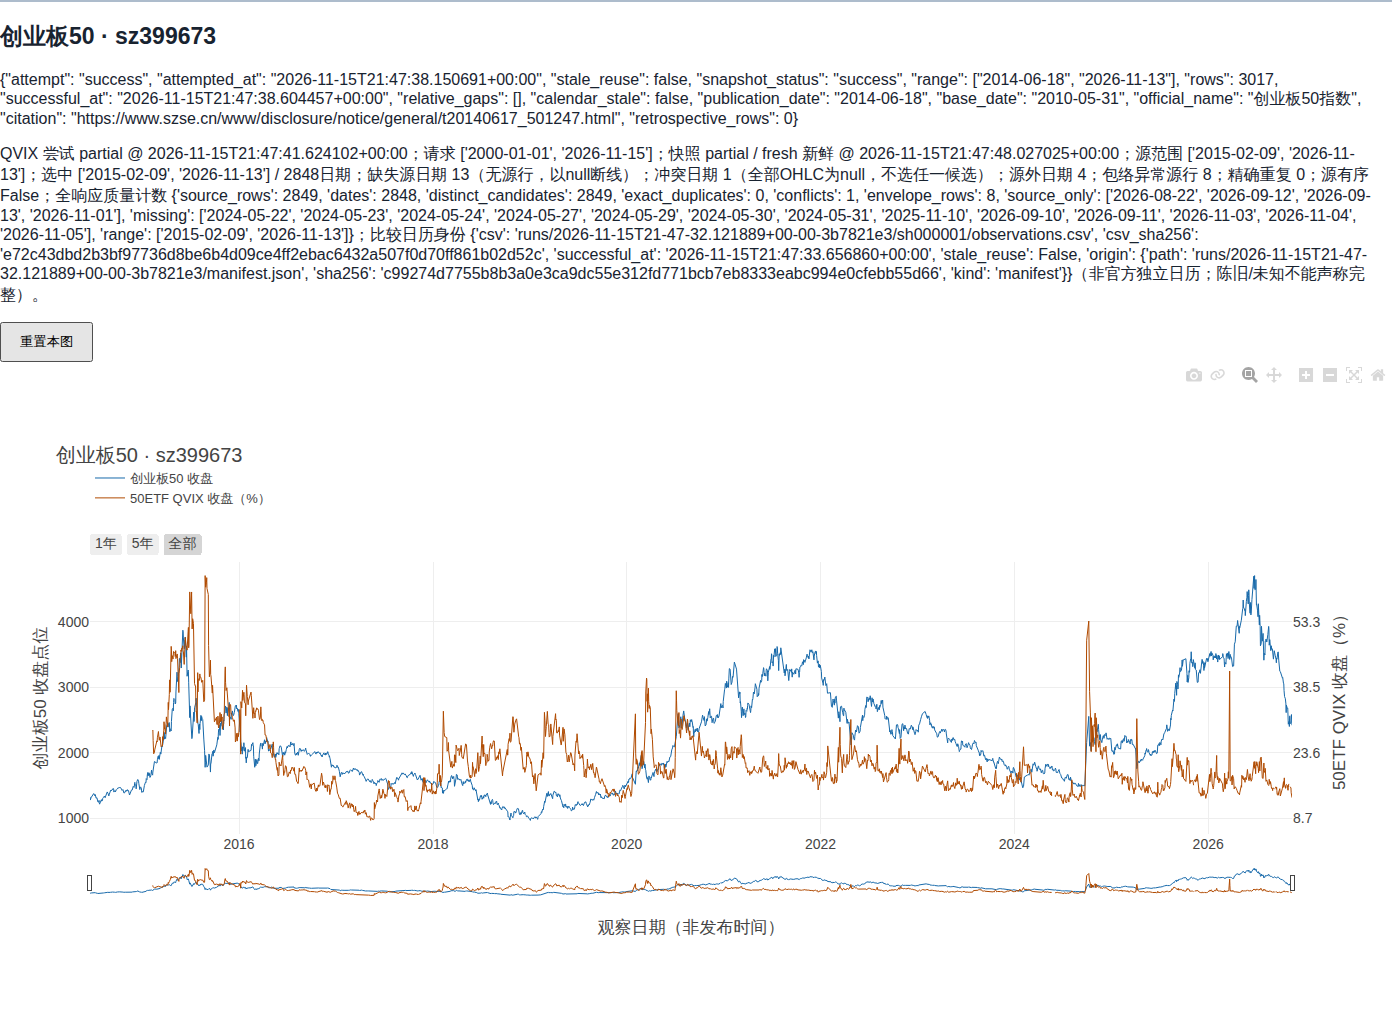 创业板50 · sz399673
{"attempt": "success", "attempted_at": "2026-11-15T21:47:38.150691+00:00", "stale_reuse": false, "snapshot_status": "success", "range": ["2014-06-18", "2026-11-13"], "rows": 3017,
"successful_at": "2026-11-15T21:47:38.604457+00:00", "relative_gaps": [], "calendar_stale": false, "publication_date": "2014-06-18", "base_date": "2010-05-31", "official_name": "创业板50指数",
"citation": "https://www.szse.cn/www/disclosure/notice/general/t20140617_501247.html", "retrospective_rows": 0}
QVIX 尝试 partial @ 2026-11-15T21:47:41.624102+00:00；请求 ['2000-01-01', '2026-11-15']；快照 partial / fresh 新鲜 @ 2026-11-15T21:47:48.027025+00:00；源范围 ['2015-02-09', '2026-11-
13']；选中 ['2015-02-09', '2026-11-13'] / 2848日期；缺失源日期 13（无源行，以null断线）；冲突日期 1（全部OHLC为null，不选任一候选）；源外日期 4；包络异常源行 8；精确重复 0；源有序
False；全响应质量计数 {'source_rows': 2849, 'dates': 2848, 'distinct_candidates': 2849, 'exact_duplicates': 0, 'conflicts': 1, 'envelope_rows': 8, 'source_only': ['2026-08-22', '2026-09-12', '2026-09-
13', '2026-11-01'], 'missing': ['2024-05-22', '2024-05-23', '2024-05-24', '2024-05-27', '2024-05-29', '2024-05-30', '2024-05-31', '2025-11-10', '2026-09-10', '2026-09-11', '2026-11-03', '2026-11-04',
'2026-11-05'], 'range': ['2015-02-09', '2026-11-13']}；比较日历身份 {'csv': 'runs/2026-11-15T21-47-32.121889+00-00-3b7821e3/sh000001/observations.csv', 'csv_sha256':
'e72c43dbd2b3bf97736d8be6b4d09ce4ff2ebac6432a507f0d70ff861b02d52c', 'successful_at': '2026-11-15T21:47:33.656860+00:00', 'stale_reuse': False, 'origin': {'path': 'runs/2026-11-15T21-47-
32.121889+00-00-3b7821e3/manifest.json', 'sha256': 'c99274d7755b8b3a0e3ca9dc55e312fd771bcb7eb8333eabc994e0cfebb55d66', 'kind': 'manifest'}}（非官方独立日历；陈旧/未知不能声称完
整）。
重置本图
创业板50 · sz399673
创业板50 收盘
50ETF QVIX 收盘（%）
1年 5年 全部
创业板50 收盘点位
4000
3000
2000
1000
53.3
38.5
23.6
8.7
50ETF QVIX 收盘（%）
2016 2018 2020 2022 2024 2026
观察日期（非发布时间）